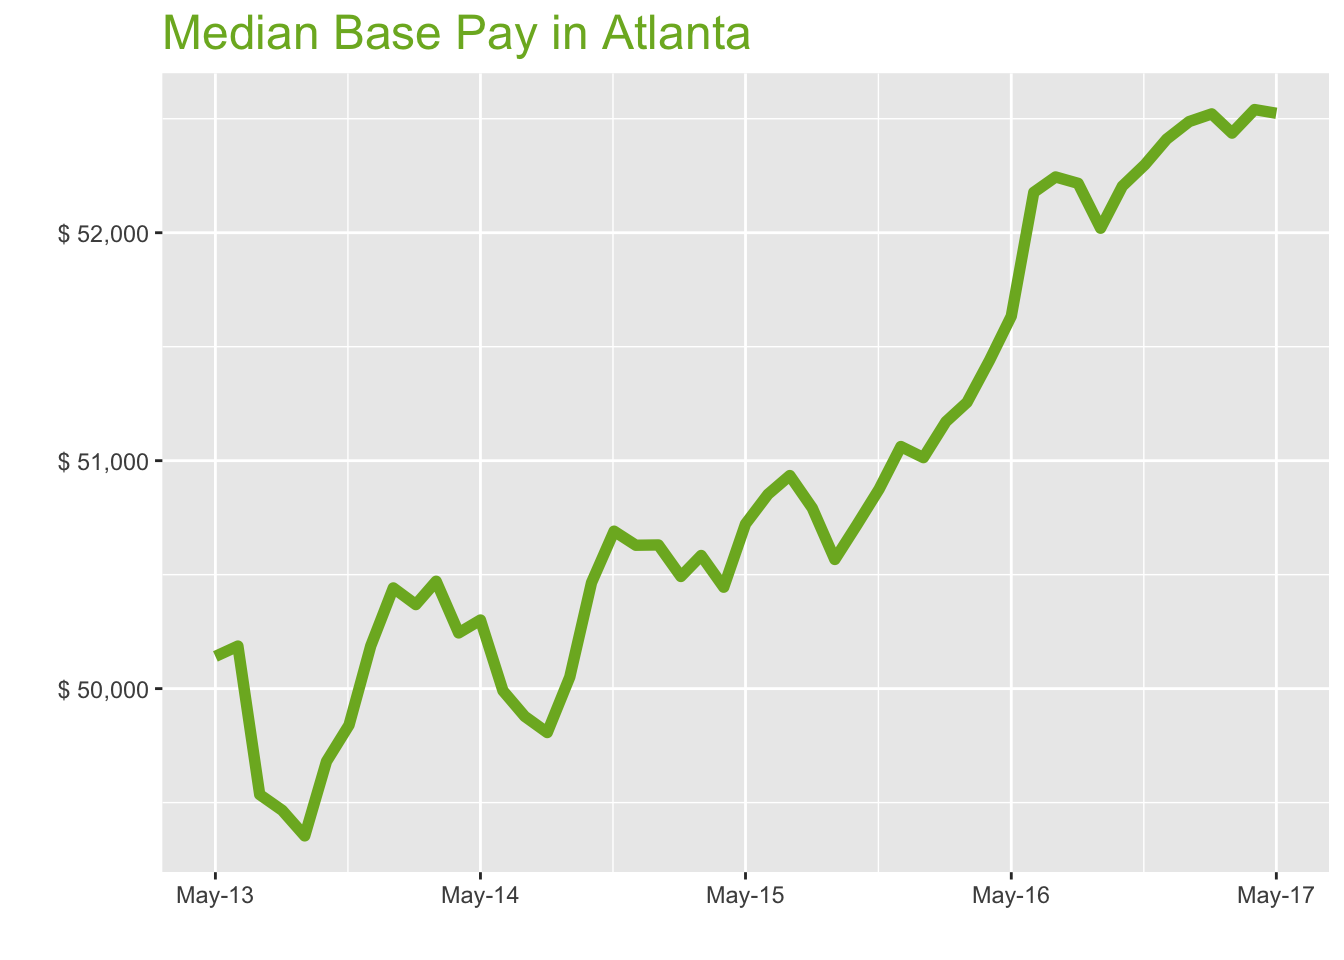 Median Base Pay in Atlanta
$ 52,000
$ 51,000
$ 50,000
May-13 May-14 May-15 May-16 May-17